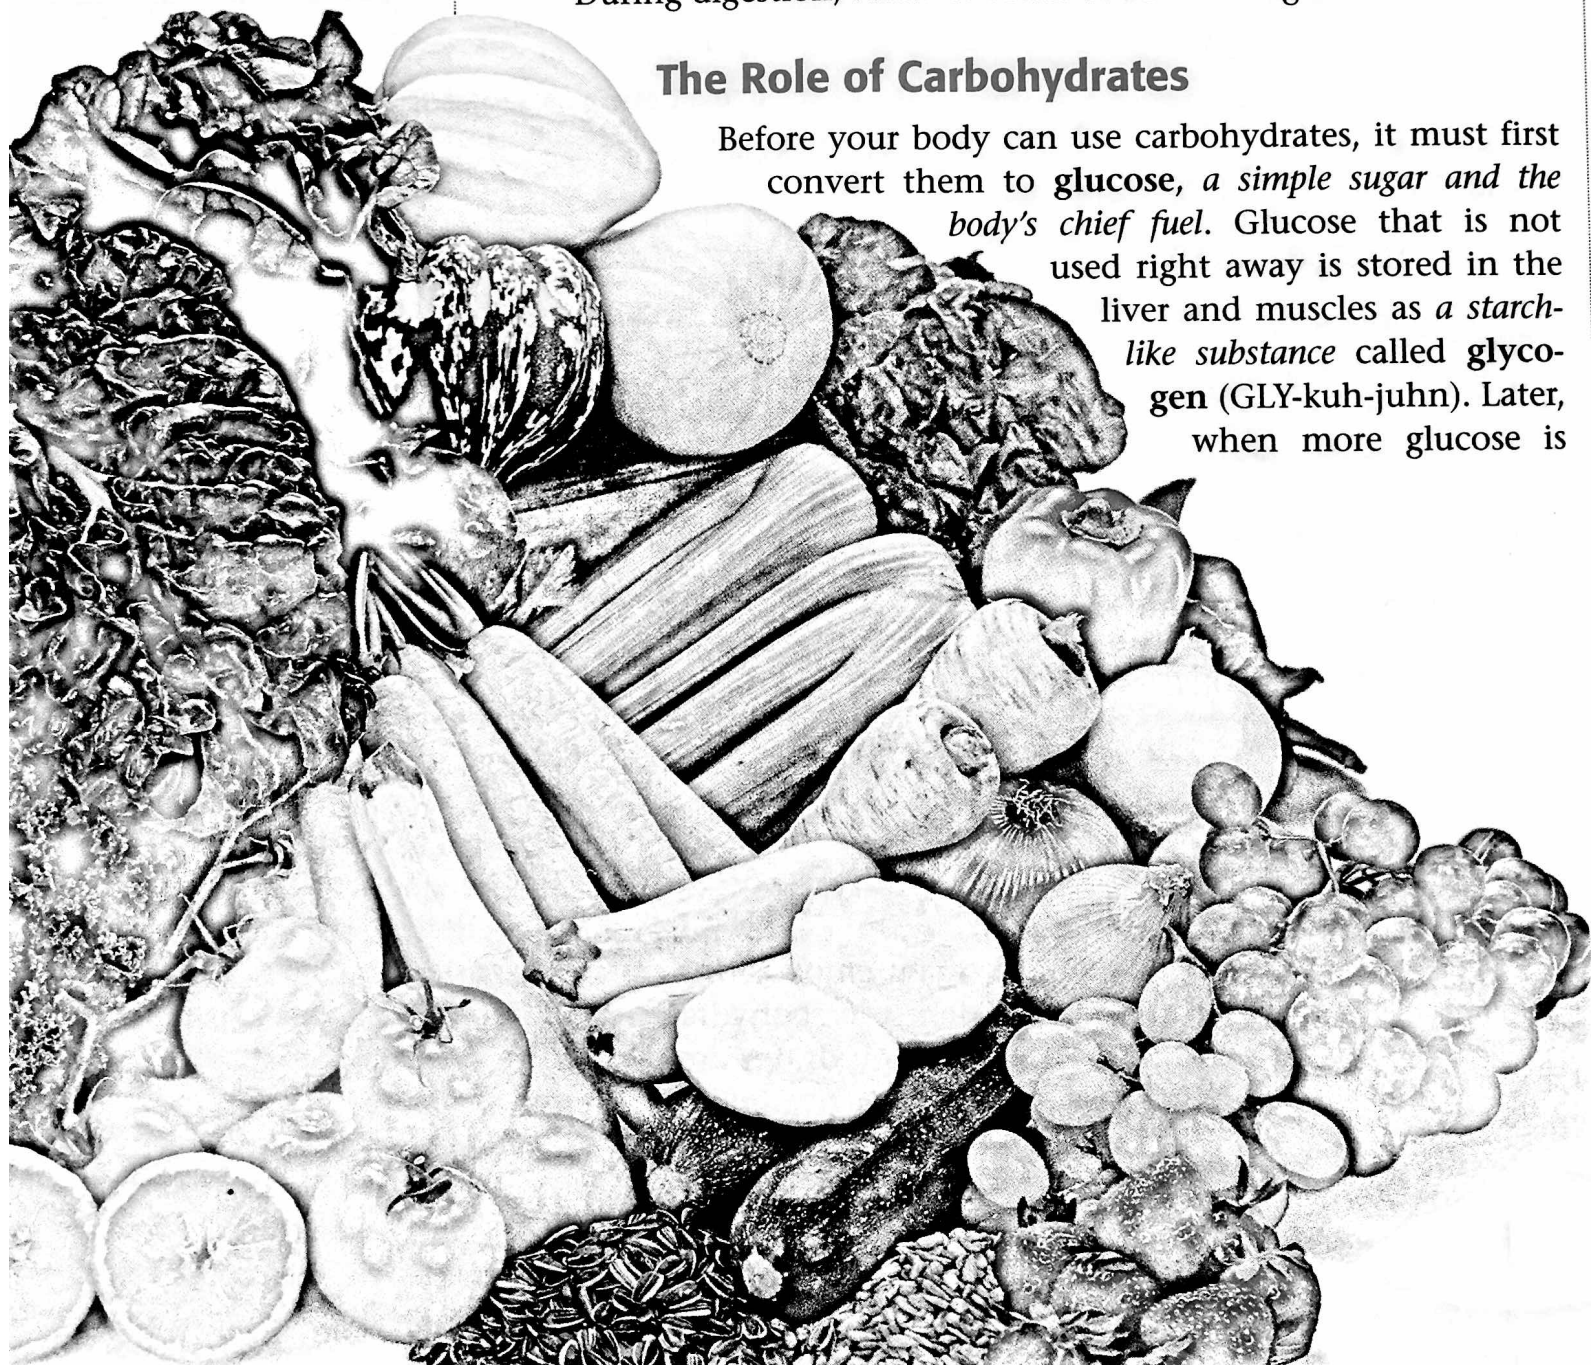 During digestion,
The Role of Carbohydrates
Before your body can use carbohydrates, it must first
convert them to glucose, a simple sugar and the
body's chief fuel. Glucose that is not
used right away is stored in the
liver and muscles as a starch-
like substance called glyco-
gen (GLY-kuh-juhn). Later,
when more glucose is